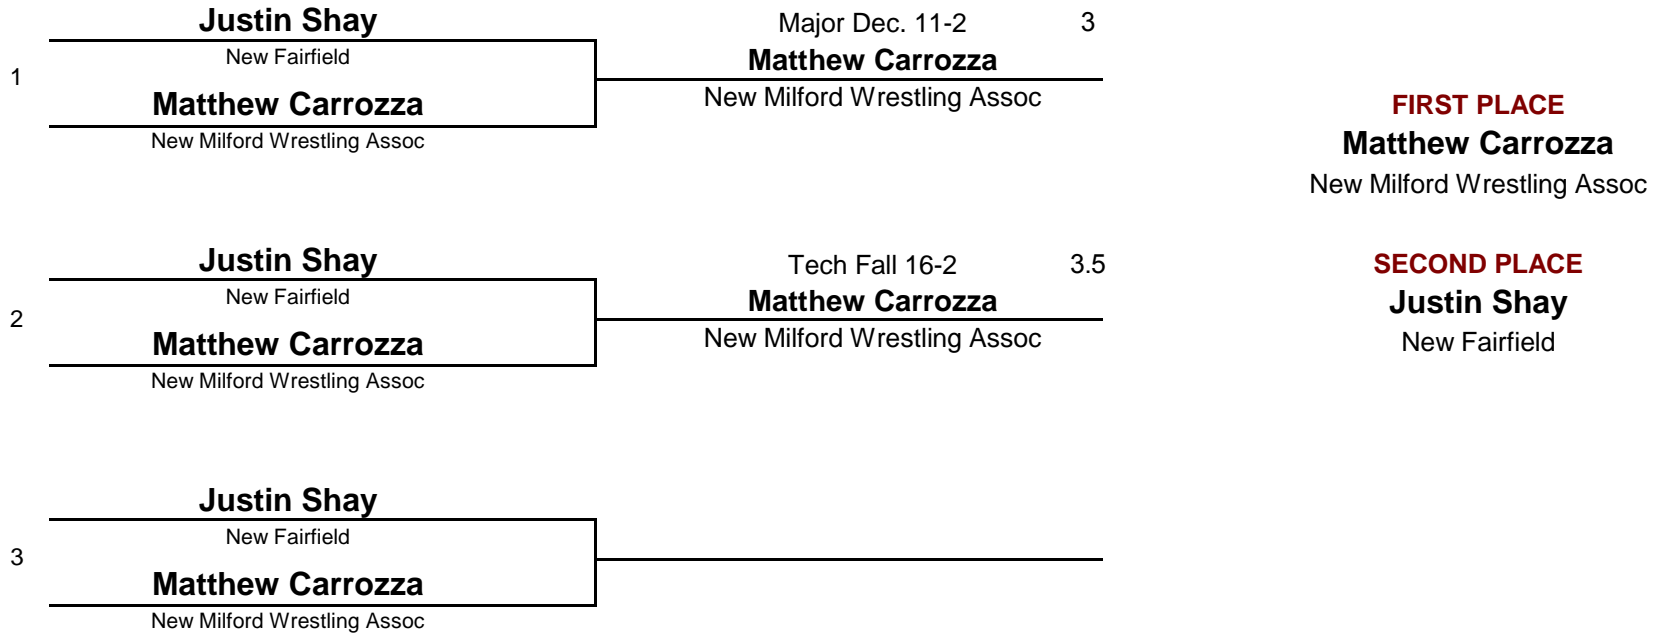 Justin Shay
New Fairfield
1
Matthew Carrozza
New Milford Wrestling Assoc
Major Dec. 11-2 3
Matthew Carrozza
New Milford Wrestling Assoc
FIRST PLACE
Matthew Carrozza
New Milford Wrestling Assoc
Justin Shay
New Fairfield
2
Matthew Carrozza
New Milford Wrestling Assoc
Tech Fall 16-2 3.5
Matthew Carrozza
New Milford Wrestling Assoc
SECOND PLACE
Justin Shay
New Fairfield
Justin Shay
New Fairfield
3
Matthew Carrozza
New Milford Wrestling Assoc